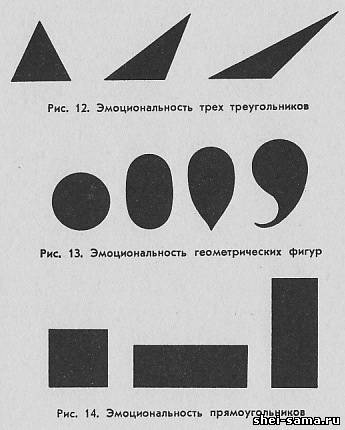 Рис. 12. Эмоциональность трех треугольников
Рис. 13. Эмоциональность геометрических фигур
Рис. 14. Эмоциональность прямоугольников
shei-sama.ru